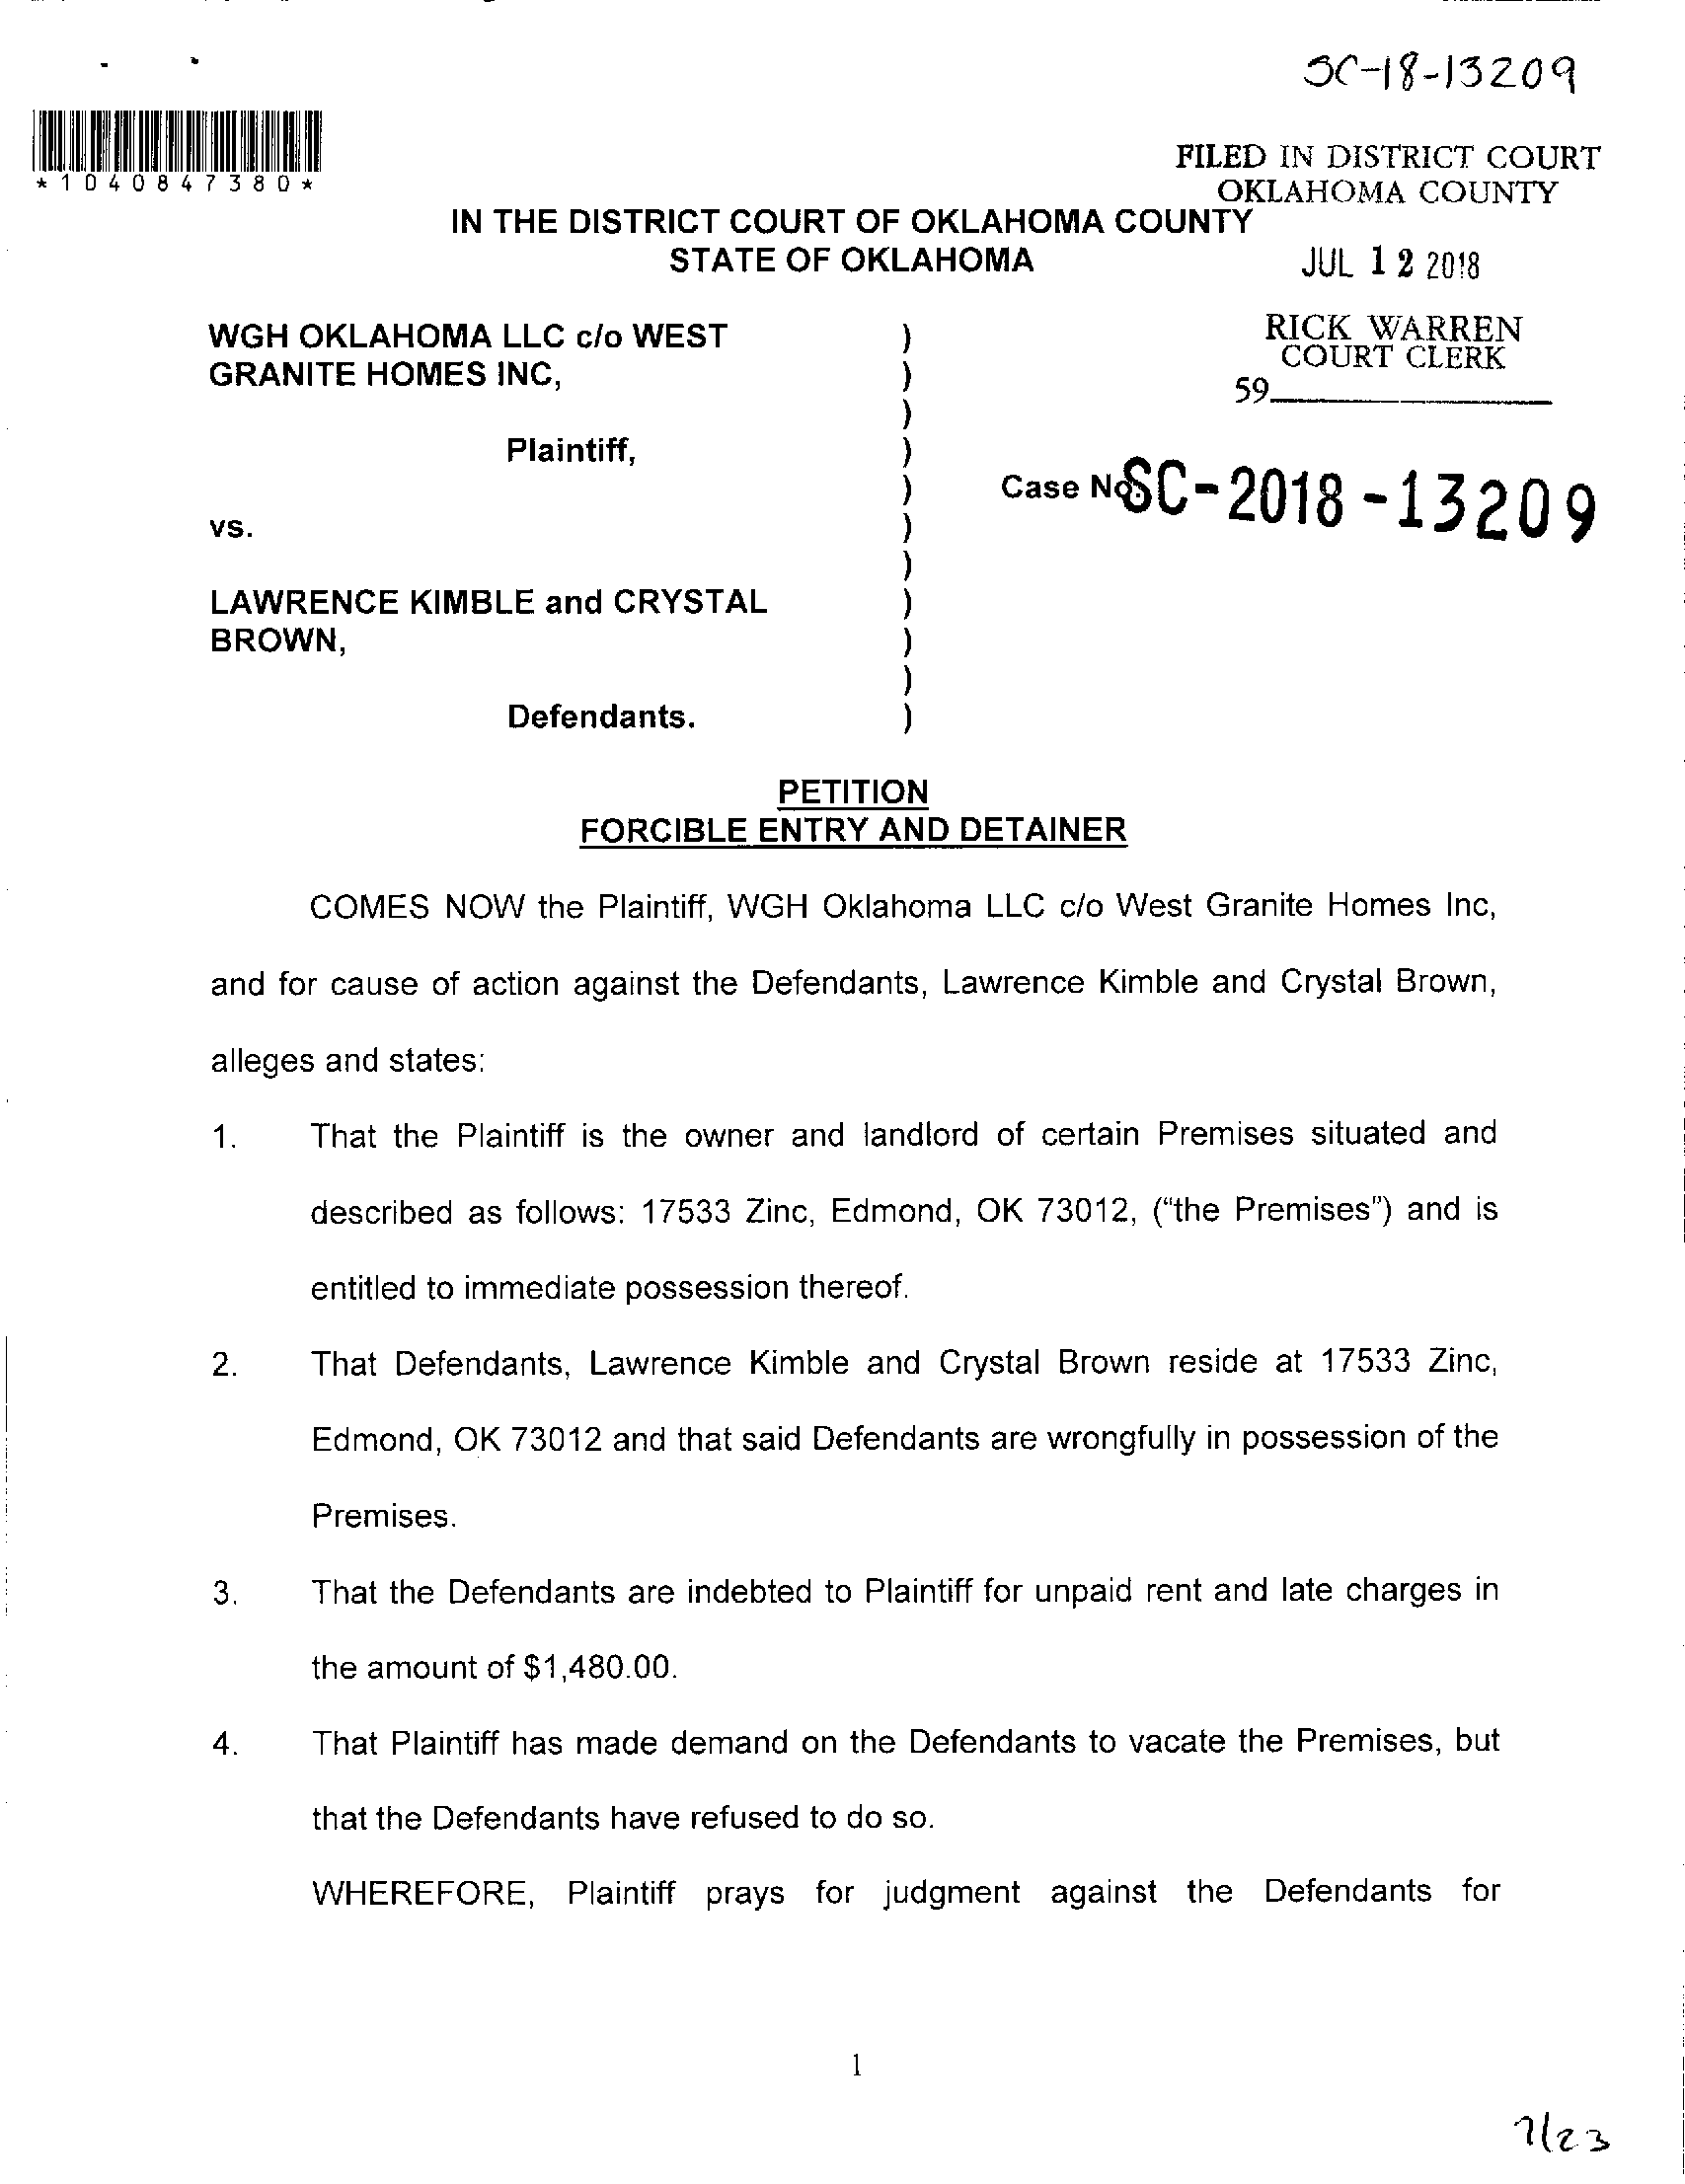 SC-18-13209
*1040847380*
FILED IN DISTRICT COURT
OKLAHOMA COUNTY
IN THE DISTRICT COURT OF OKLAHOMA COUNTY
STATE OF OKLAHOMA
JUL 12 2018
RICK WARREN
COURT CLERK
59
WGH OKLAHOMA LLC c/o WEST )
GRANITE HOMES INC, )
)
Plaintiff, )
) Case No. SC-2018-13209
vs. )
)
LAWRENCE KIMBLE and CRYSTAL )
BROWN, )
)
Defendants. )
PETITION
FORCIBLE ENTRY AND DETAINER
COMES NOW the Plaintiff, WGH Oklahoma LLC c/o West Granite Homes Inc,
and for cause of action against the Defendants, Lawrence Kimble and Crystal Brown,
alleges and states:
1. That the Plaintiff is the owner and landlord of certain Premises situated and
described as follows: 17533 Zinc, Edmond, OK 73012, (“the Premises”) and is
entitled to immediate possession thereof.
2. That Defendants, Lawrence Kimble and Crystal Brown reside at 17533 Zinc,
Edmond, OK 73012 and that said Defendants are wrongfully in possession of the
Premises.
3. That the Defendants are indebted to Plaintiff for unpaid rent and late charges in
the amount of $1,480.00.
4. That Plaintiff has made demand on the Defendants to vacate the Premises, but
that the Defendants have refused to do so.
WHEREFORE, Plaintiff prays for judgment against the Defendants for
1
7/23